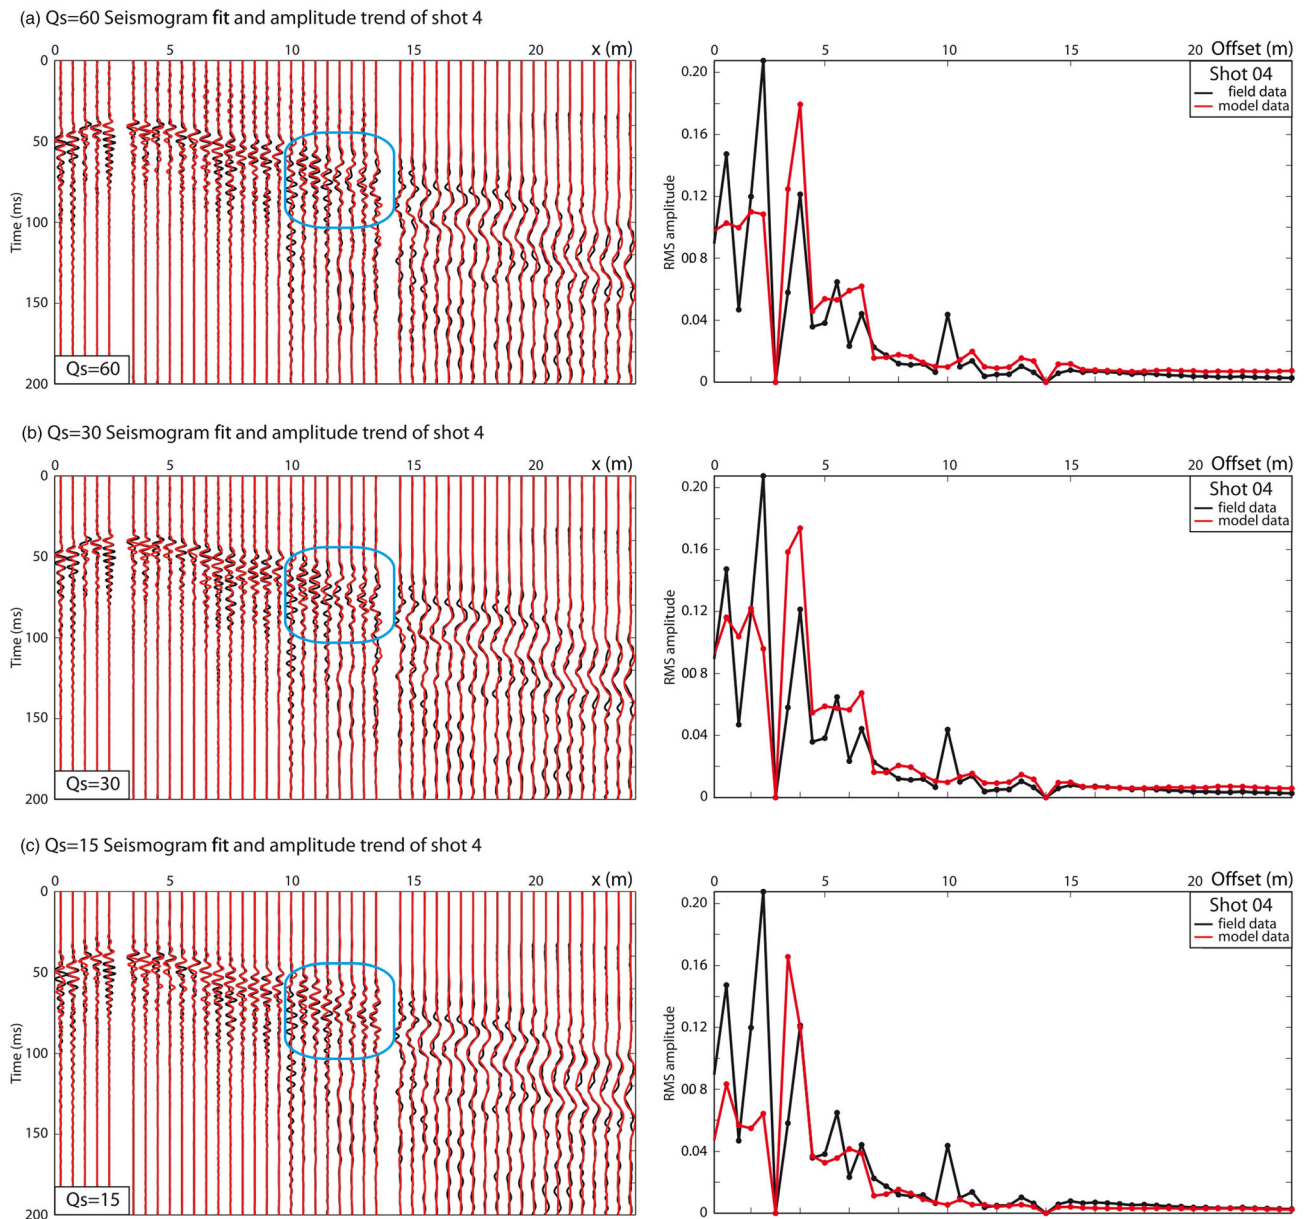 (a) Qs=60 Seismogram fit and amplitude trend of shot 4
0 5 10 15 20 x (m)
0
50
100
150
200
Time (ms)
Qs=60
0 5 10 15 20 Offset (m)
0.20
0.16
0.12
00.8
0.04
0
RMS amplitude
Shot 04
field data
model data
(b) Qs=30 Seismogram fit and amplitude trend of shot 4
0 5 10 15 20 x (m)
0
50
100
150
200
Time (ms)
Qs=30
0 5 10 15 20 Offset (m)
0.20
0.16
0.12
00.8
0.04
0
RMS amplitude
Shot 04
field data
model data
(c) Qs=15 Seismogram fit and amplitude trend of shot 4
0 5 10 15 20 x (m)
0
50
100
150
200
Time (ms)
Qs=15
0 5 10 15 20 Offset (m)
0.20
0.16
0.12
00.8
0.04
0
RMS amplitude
Shot 04
field data
model data